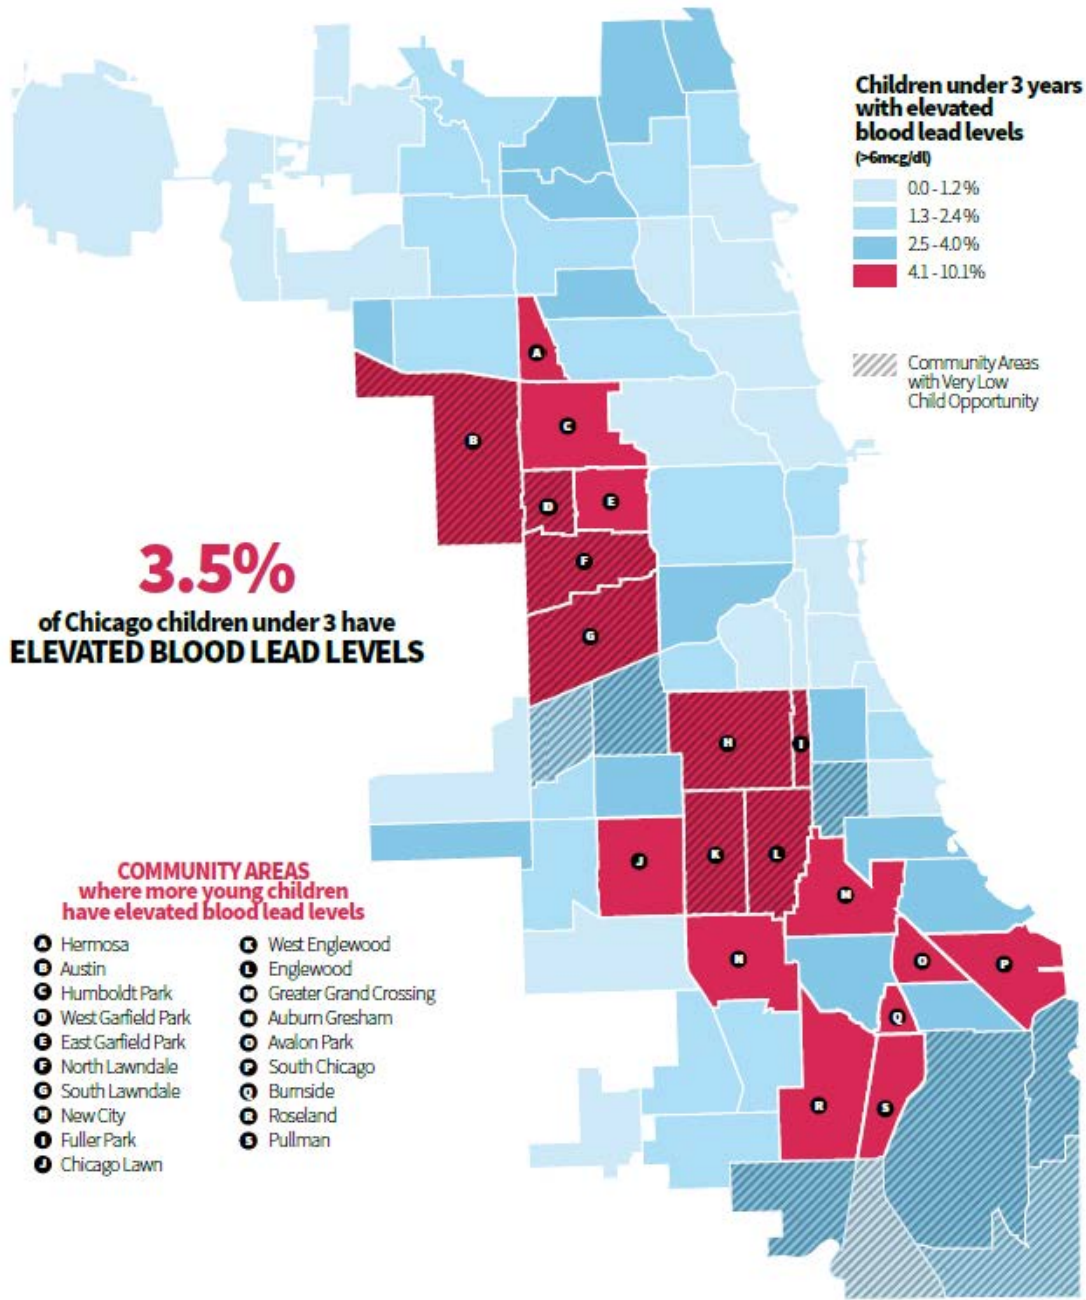 Children under 3 years
with elevated
blood lead levels
(>6mcg/dl)
0.0 - 1.2 %
1.3 - 2.4 %
2.5 - 4.0 %
4.1 - 10.1%
Community Areas
with Very Low
Child Opportunity
A
B
C
D
E
F
G
H
I
J
K
L
M
N
O
P
Q
R
S
3.5%
of Chicago children under 3 have
ELEVATED BLOOD LEAD LEVELS
COMMUNITY AREAS
where more young children
have elevated blood lead levels
A Hermosa
B Austin
C Humboldt Park
D West Garfield Park
E East Garfield Park
F North Lawndale
G South Lawndale
H New City
I Fuller Park
J Chicago Lawn
K West Englewood
L Englewood
M Greater Grand Crossing
N Auburn Gresham
O Avalon Park
P South Chicago
Q Burnside
R Roseland
S Pullman